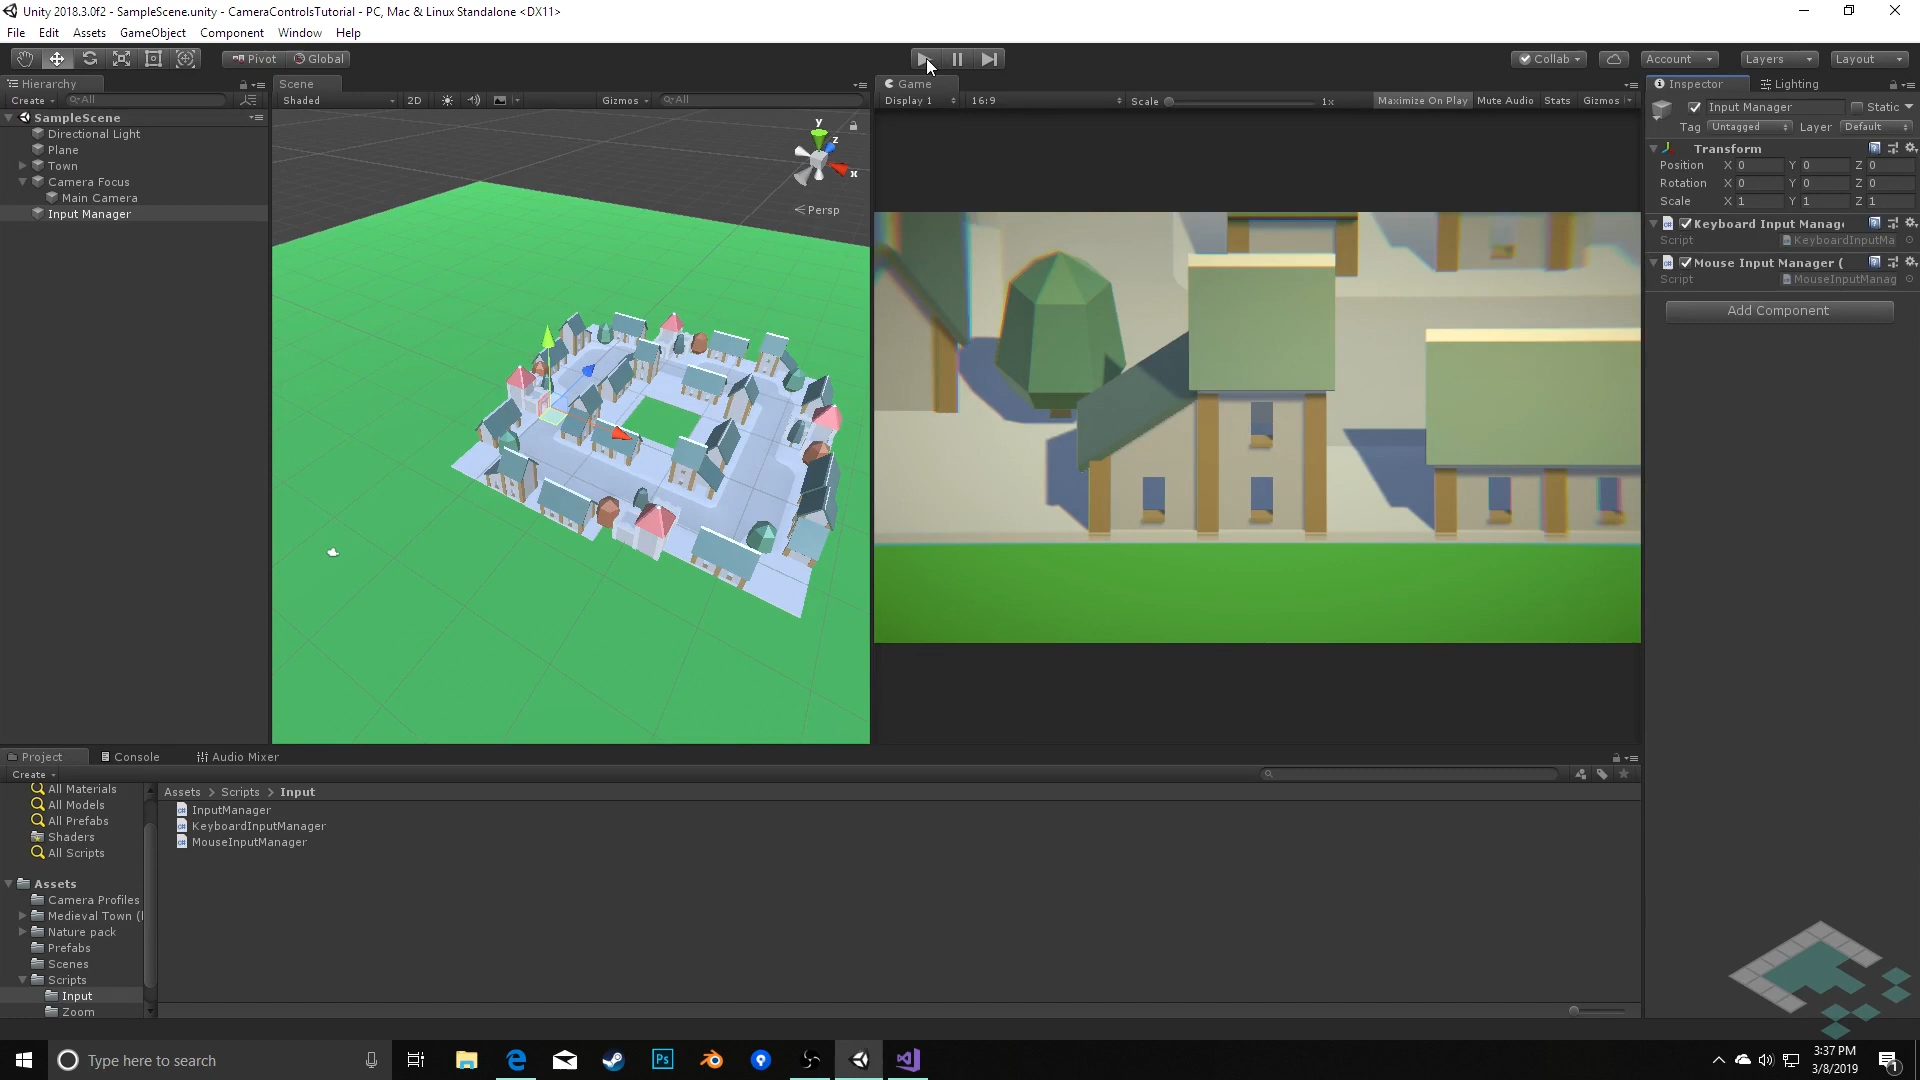 Unity 2018.3.0f2 - SampleScene.unity - CameraControlsTutorial - PC, Mac & Linux Standalone <DX11>
File Edit Assets GameObject Component Window Help
Pivot Global Collab Account Layers Layout
Hierarchy
Create All
SampleScene
Directional Light
Plane
Town
Camera Focus
Main Camera
Input Manager
Scene
Shaded 2D Gizmos All
y
z
x
Persp
Game
Display 1 16:9 Scale 1x Maximize On Play Mute Audio Stats Gizmos
Inspector Lighting
Input Manager Static
Tag Untagged Layer Default
Transform
Position X 0 Y 0 Z 0
Rotation X 0 Y 0 Z 0
Scale X 1 Y 1 Z 1
Keyboard Input Manag
Script KeyboardInputMa
Mouse Input Manager (
Script MouseInputManag
Add Component
Project Console Audio Mixer
Create
All Materials
All Models
All Prefabs
Shaders
All Scripts
Assets
Camera Profiles
Medieval Town (
Nature pack
Prefabs
Scenes
Scripts
Input
Zoom
Assets > Scripts > Input
InputManager
KeyboardInputManager
MouseInputManager
Type here to search
Ps
3:37 PM
3/8/2019
1